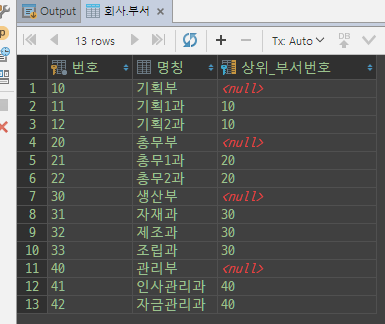 Output 회사.부서
13 rows Tx: Auto DB
번호 명칭 상위_부서번호
1 10 기획부 <null>
2 11 기획1과 10
3 12 기획2과 10
4 20 총무부 <null>
5 21 총무1과 20
6 22 총무2과 20
7 30 생산부 <null>
8 31 자재과 30
9 32 제조과 30
10 33 조립과 30
11 40 관리부 <null>
12 41 인사관리과 40
13 42 자금관리과 40